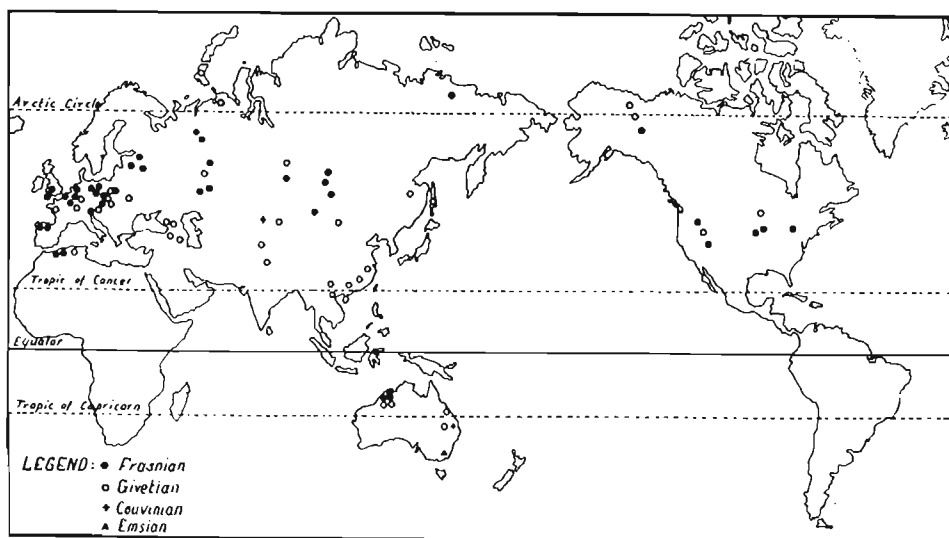 Arctic Circle
Tropic of Cancer
Equator
Tropic of Capricorn
LEGEND: • Frasnian
○ Givetian
+ Couvinian
▲ Emsian